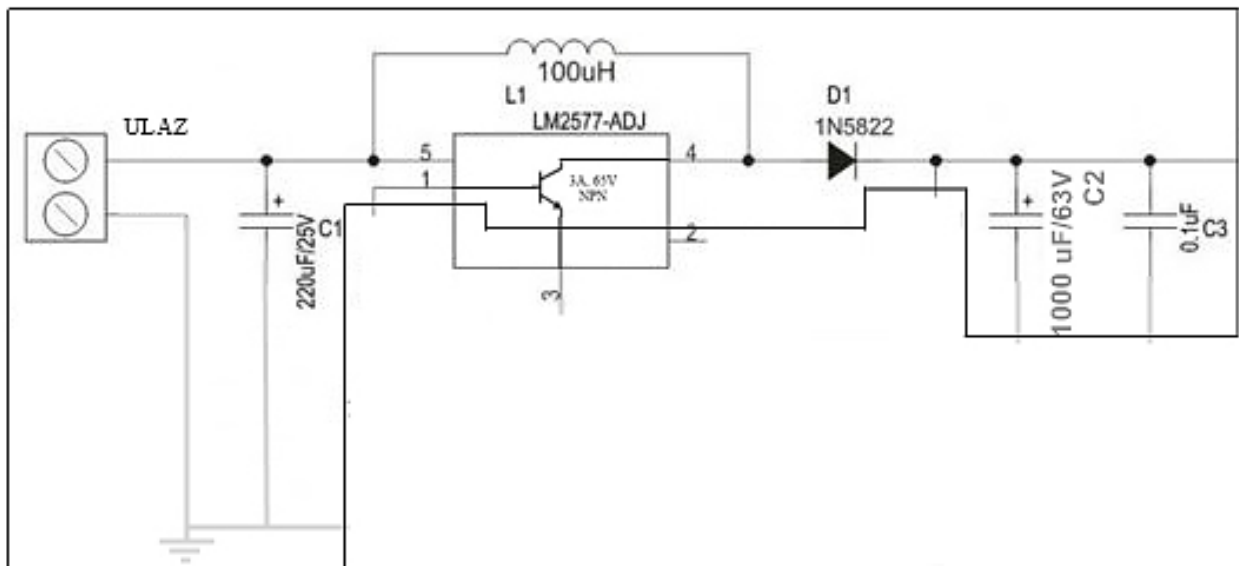 100uH
L1
D1
LM2577-ADJ
1N5822
ULAZ
5
4
1
3A, 65V
NPN
+
C1
220uF/25V
2
3
+
1000 uF/63V
C2
0.1uF
C3